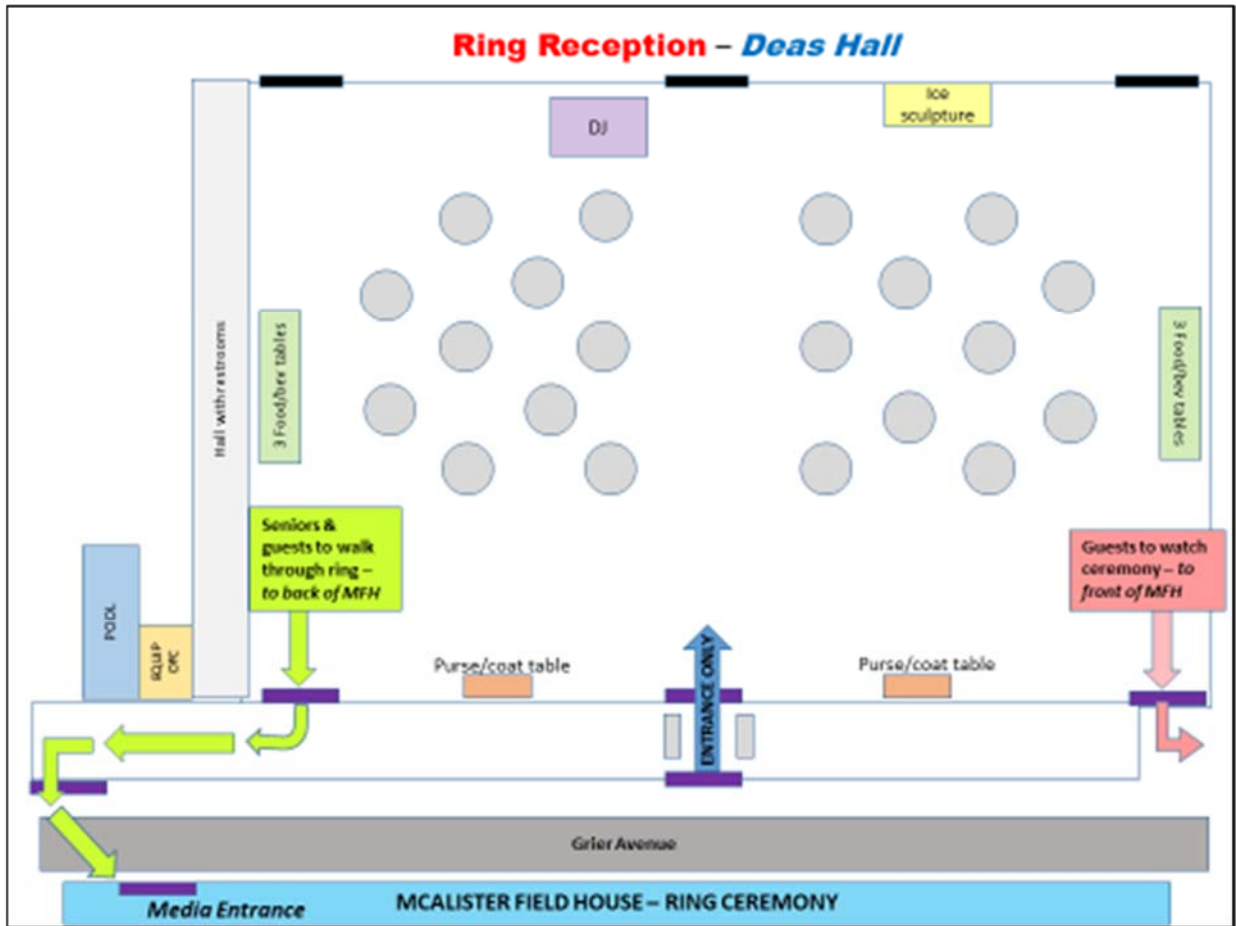 Ring Reception – Deas Hall
DJ
Ice
sculpture
Hall with restrooms
3 Food/bev tables
3 Food/bev tables
Seniors &
guests to walk
through ring –
to back of MFH
Guests to watch
ceremony – to
front of MFH
POOL
EQUIP
OFC
Purse/coat table
ENTRANCE ONLY
Purse/coat table
Grier Avenue
Media Entrance
MCALISTER FIELD HOUSE – RING CEREMONY